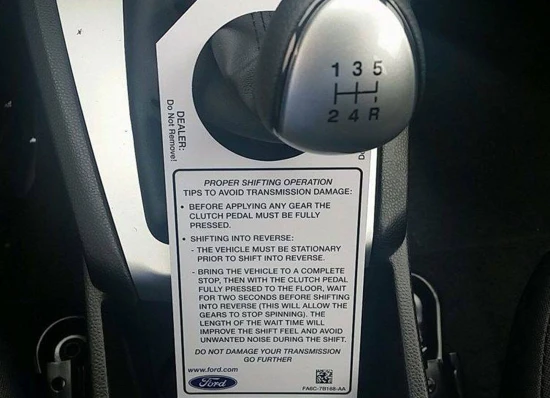 1 3 5
2 4 R
DEALER:
Do Not Remove!
PROPER SHIFTING OPERATION
TIPS TO AVOID TRANSMISSION DAMAGE:
• BEFORE APPLYING ANY GEAR THE
CLUTCH PEDAL MUST BE FULLY
PRESSED.
• SHIFTING INTO REVERSE:
- THE VEHICLE MUST BE STATIONARY
PRIOR TO SHIFT INTO REVERSE.
- BRING THE VEHICLE TO A COMPLETE
STOP, THEN WITH THE CLUTCH PEDAL
FULLY PRESSED TO THE FLOOR, WAIT
FOR TWO SECONDS BEFORE SHIFTING
INTO REVERSE (THIS WILL ALLOW THE
GEARS TO STOP SPINNING). THE
LENGTH OF THE WAIT TIME WILL
IMPROVE THE SHIFT FEEL AND AVOID
UNWANTED NOISE DURING THE SHIFT.
DO NOT DAMAGE YOUR TRANSMISSION
GO FURTHER
www.ford.com
Ford
FA6C-7B168-AA